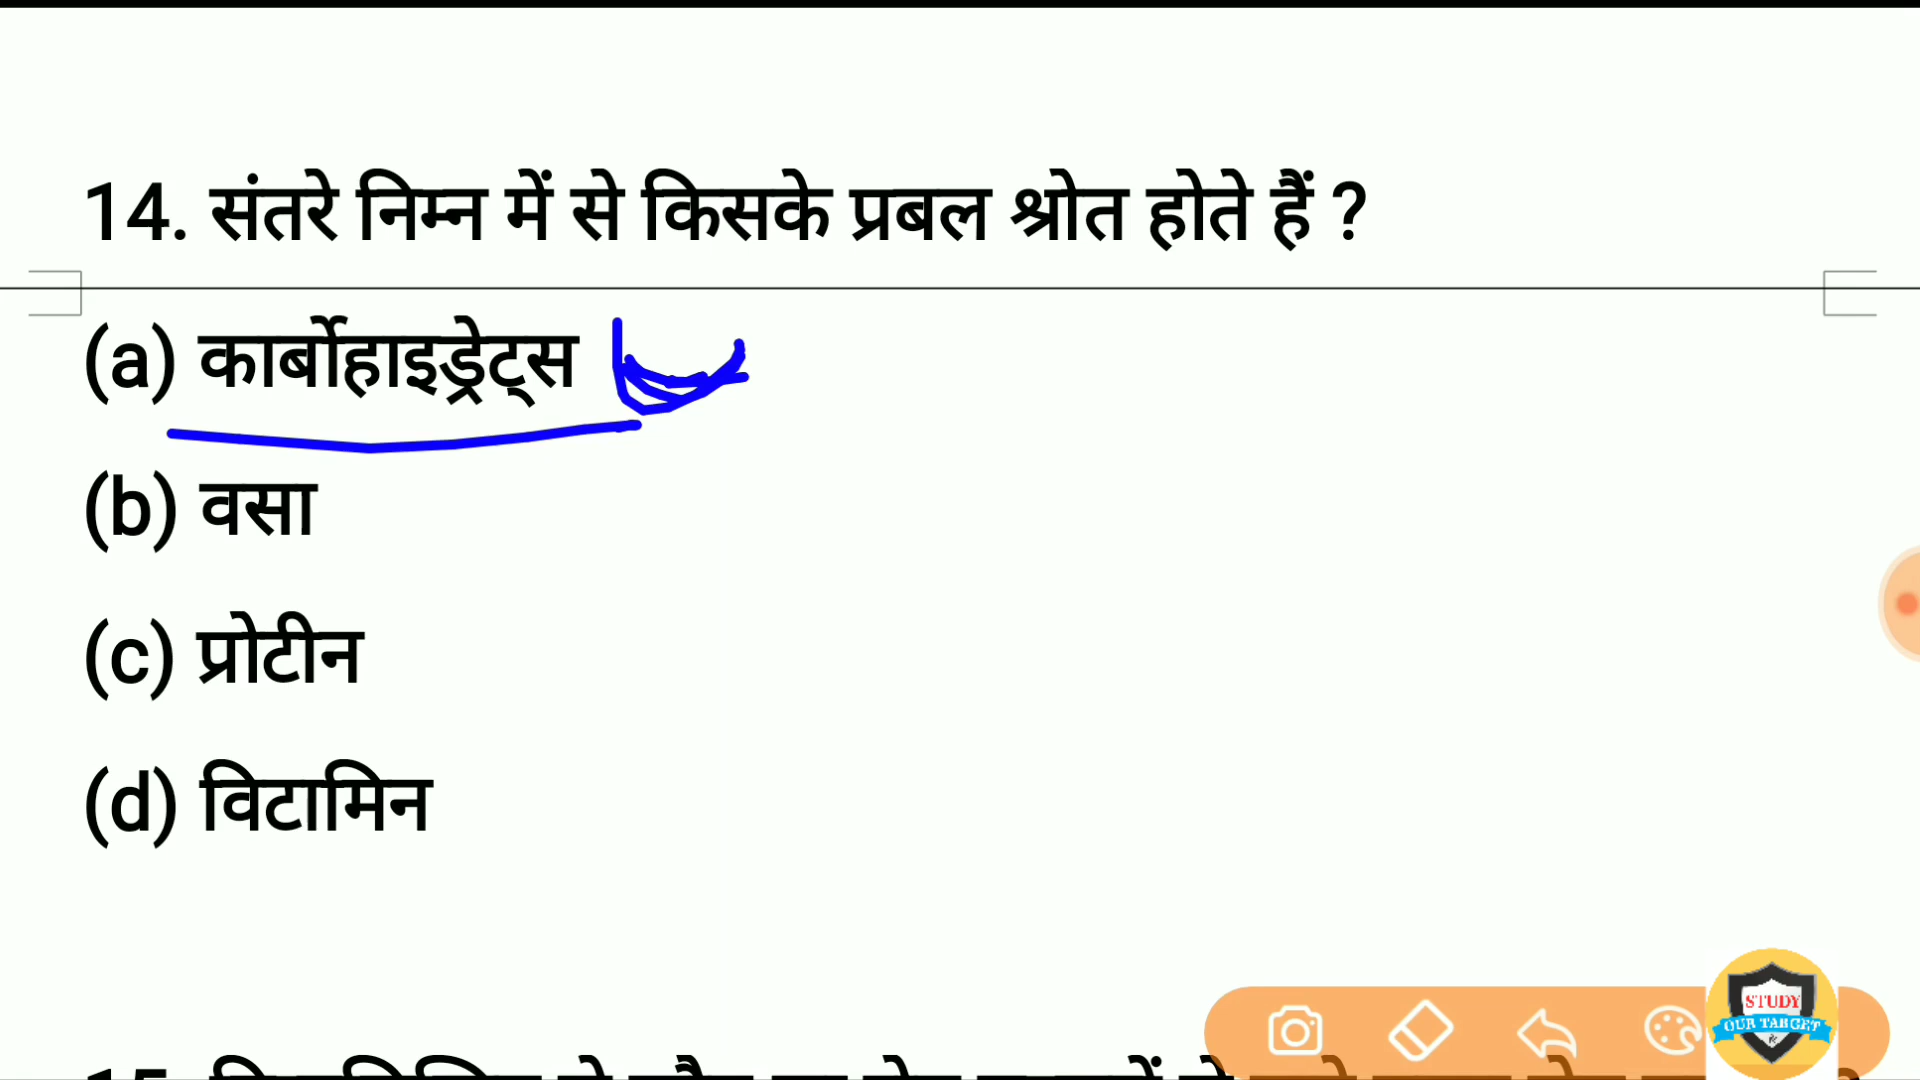 14. संतरे निम्न में से किसके प्रबल श्रोत होते हैं ?
(a) कार्बोहाइड्रेट्स
(b) वसा
(c) प्रोटीन
(d) विटामिन
STUDY
OUR TARGET